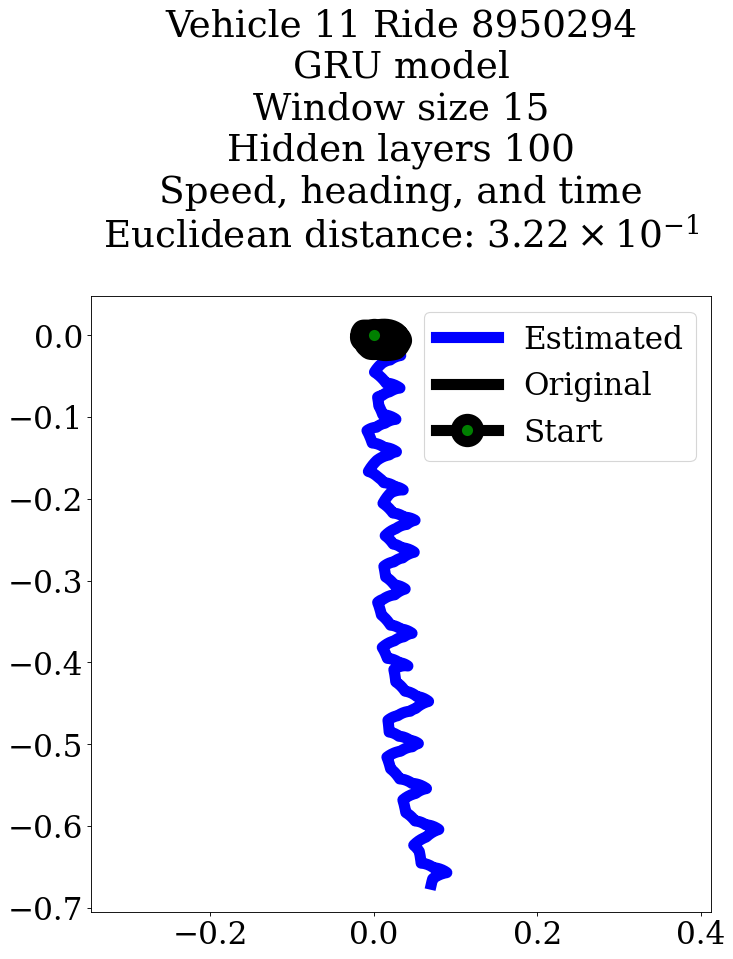 Vehicle 11 Ride 8950294
GRU model
Window size 15
Hidden layers 100
Speed, heading, and time
Euclidean distance: 3.22 × 10⁻¹
Estimated
Original
Start
0.0
−0.1
−0.2
−0.3
−0.4
−0.5
−0.6
−0.7
−0.2 0.0 0.2 0.4